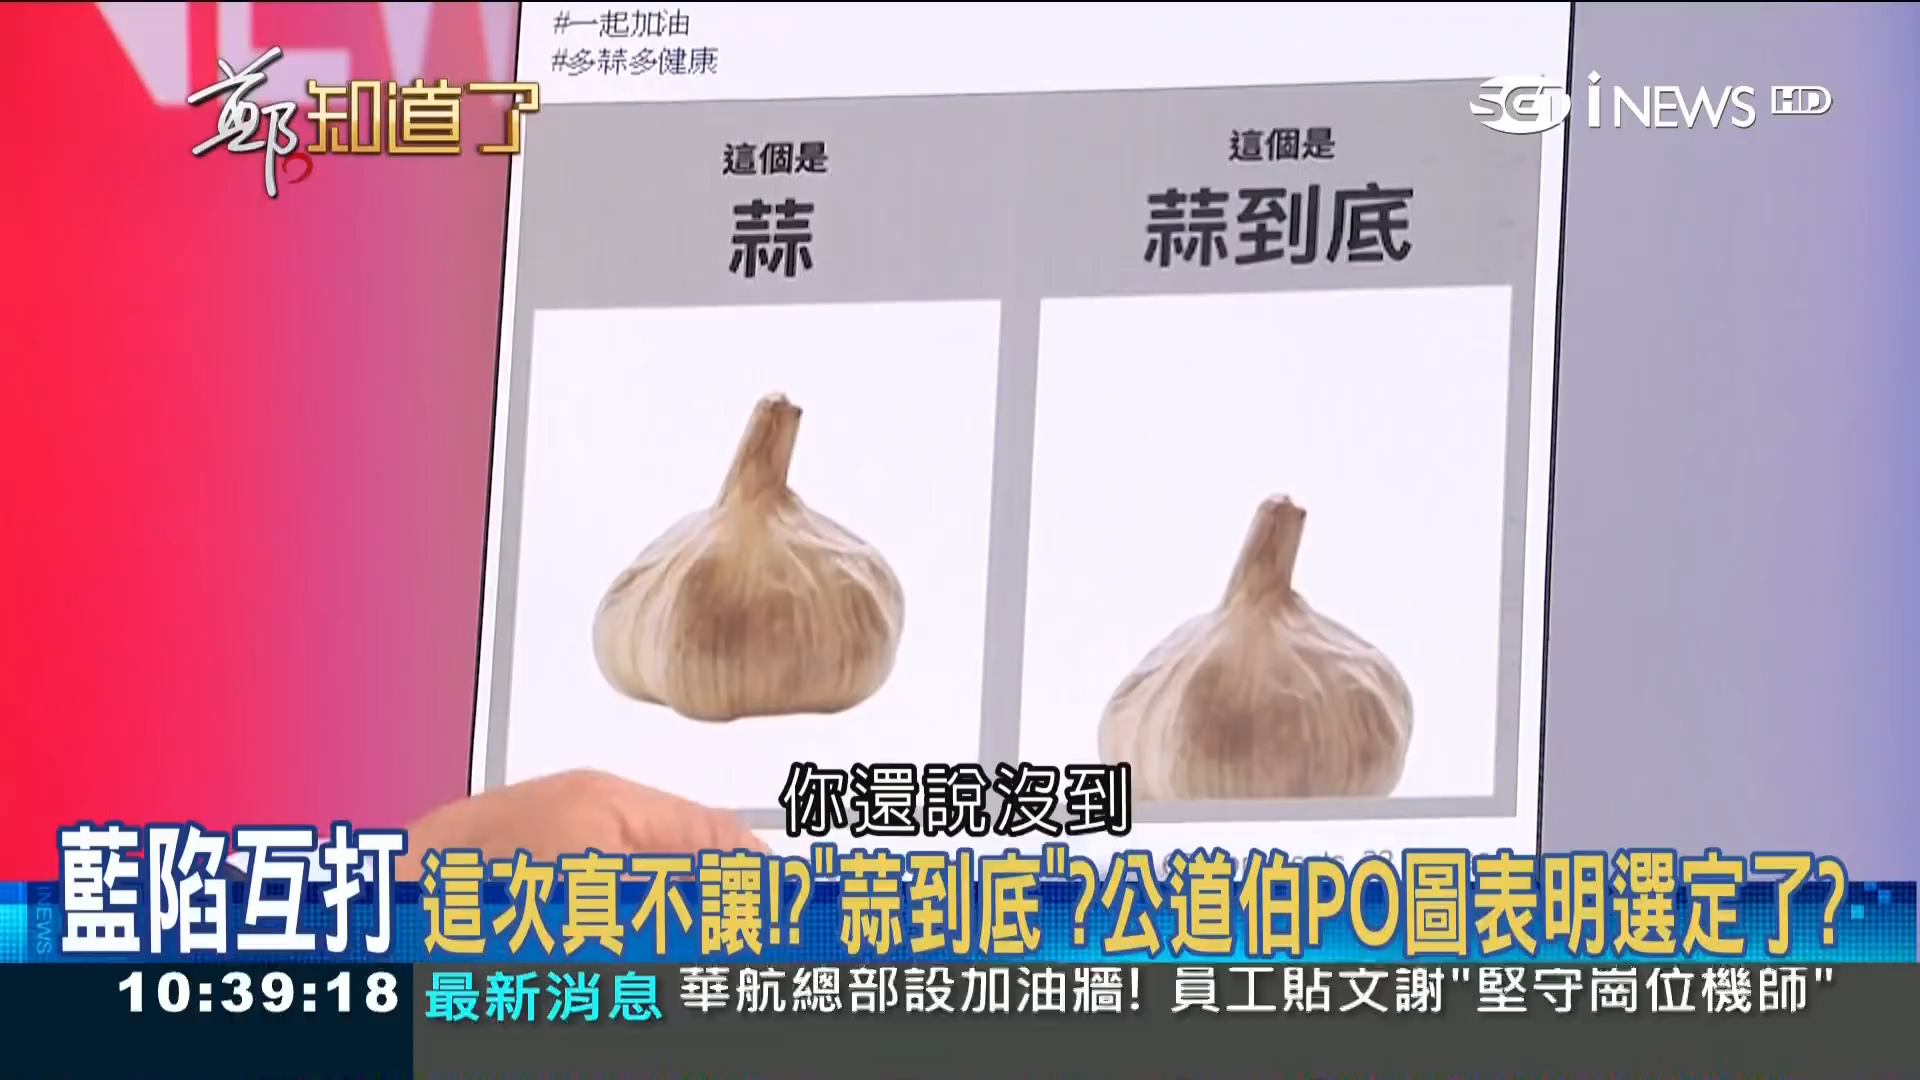 #一起加油
#多蒜多健康
鄭知道了
SET iNEWS HD
這個是
蒜
這個是
蒜到底
你還說沒到
藍陷互打
這次真不讓!?"蒜到底"?公道伯PO圖表明選定了?
iNEWS
10:39:18
最新消息
華航總部設加油牆! 員工貼文謝"堅守崗位機師"